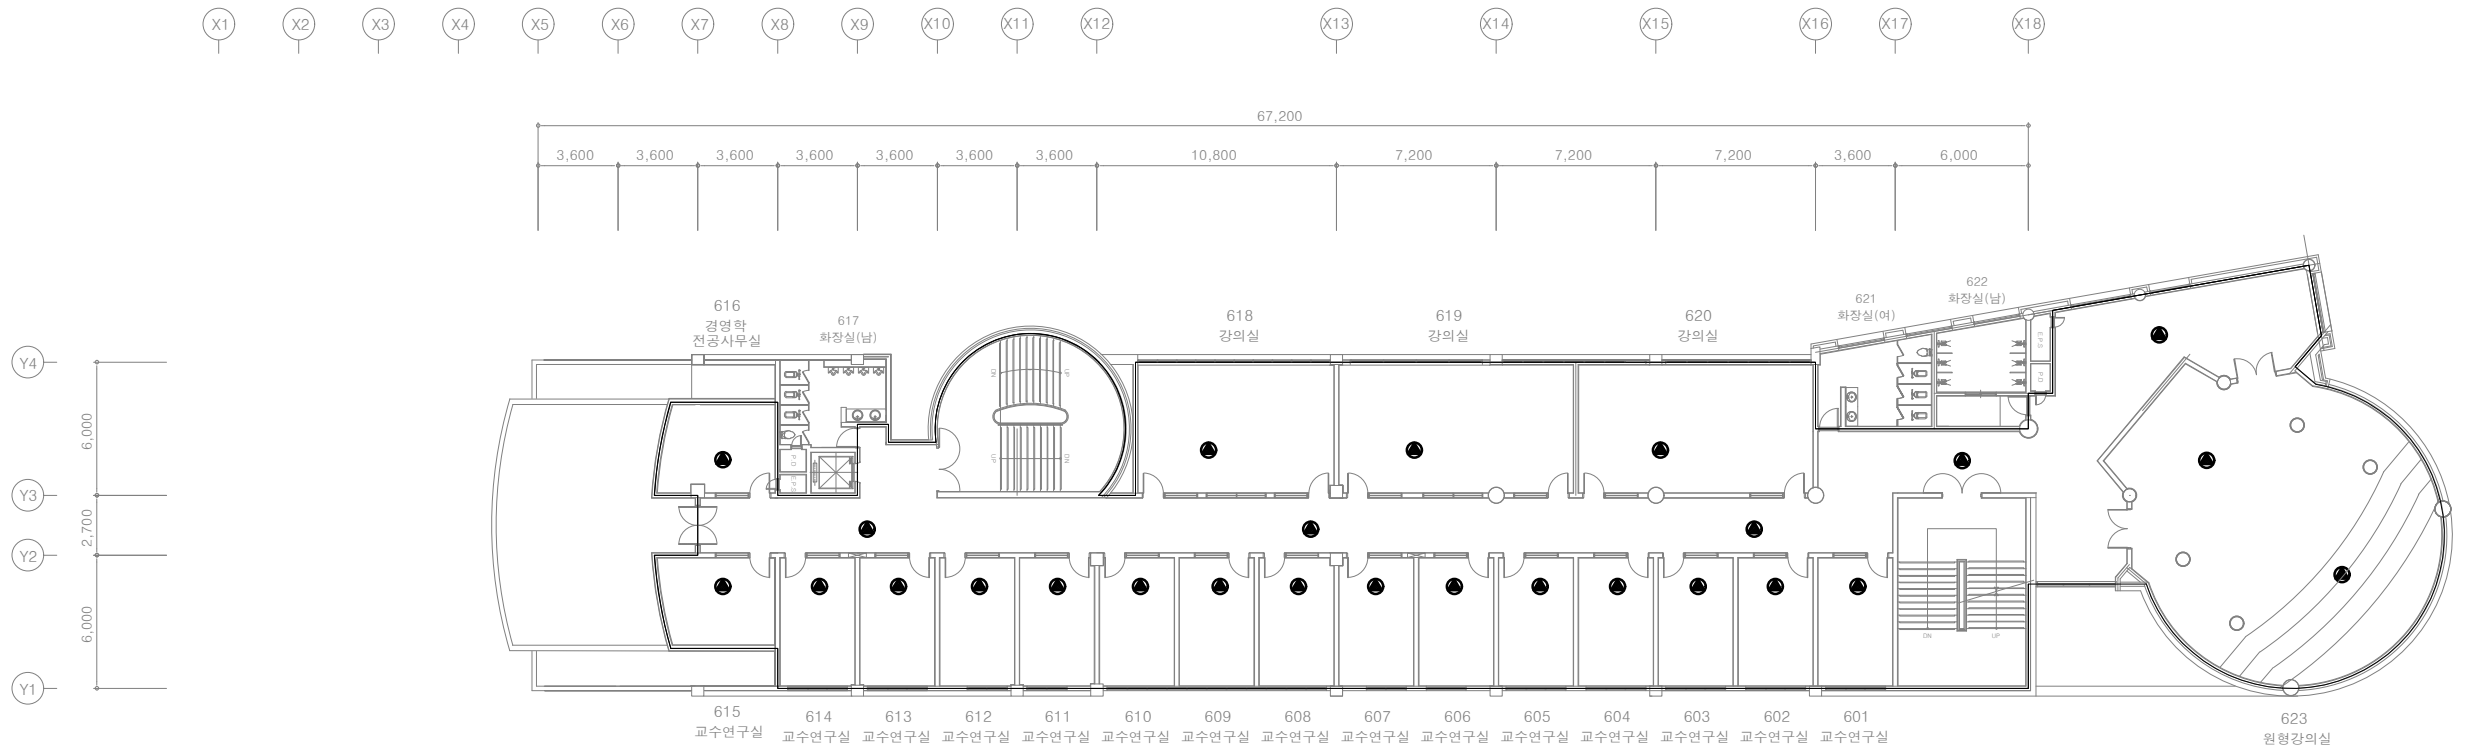 X1
X2
X3
X4
X5
X6
X7
X8
X9
X10
X11
X12
X13
X14
X15
X16
X17
X18
67,200
3,600
3,600
3,600
3,600
3,600
3,600
3,600
10,800
7,200
7,200
7,200
3,600
6,000
616
경영학
전공사무실
617
화장실(남)
618
강의실
619
강의실
620
강의실
621
화장실(여)
622
화장실(남)
Y4
6,000
Y3
2,700
Y2
6,000
Y1
DN
UP
UP
DN
P.D
E.P.S
E.P.S
P.D
DN
UP
615
교수연구실
614
교수연구실
613
교수연구실
612
교수연구실
611
교수연구실
610
교수연구실
609
교수연구실
608
교수연구실
607
교수연구실
606
교수연구실
605
교수연구실
604
교수연구실
603
교수연구실
602
교수연구실
601
교수연구실
623
원형강의실